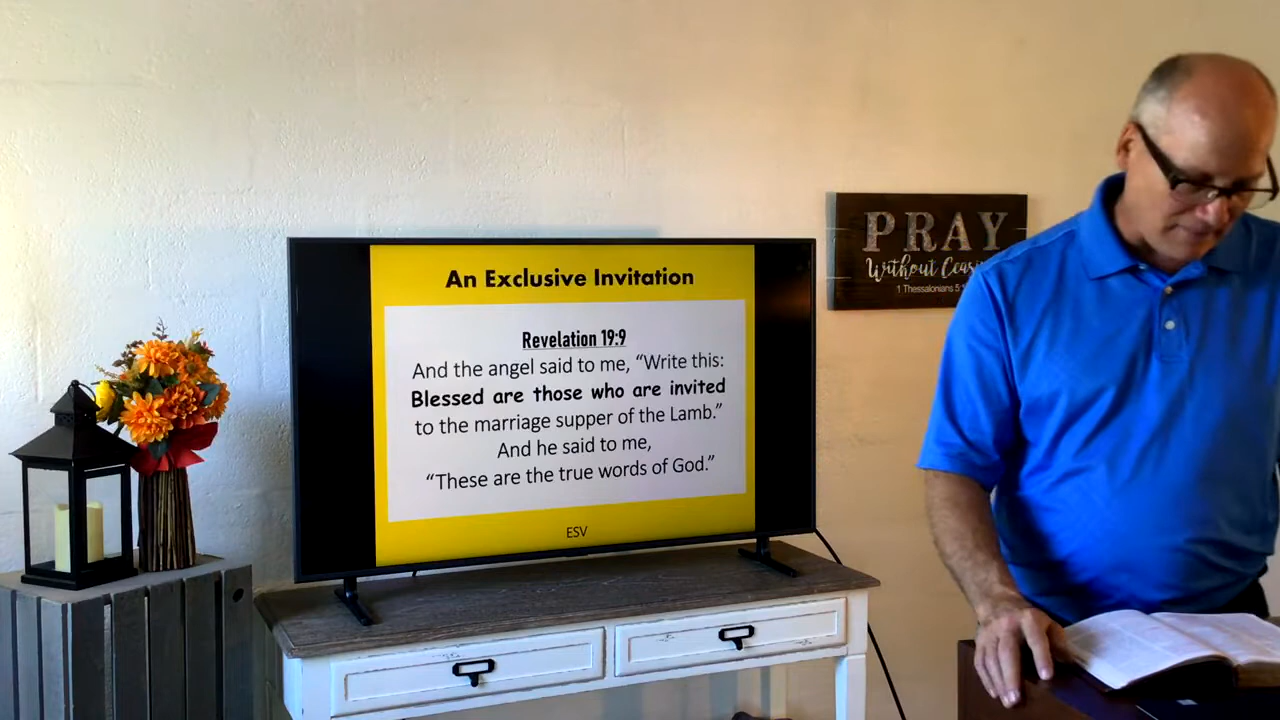 An Exclusive Invitation
Revelation 19:9
And the angel said to me, “Write this:
Blessed are those who are invited
to the marriage supper of the Lamb.”
And he said to me,
“These are the true words of God.”
ESV
PRAY
Without
1 Thessalonians